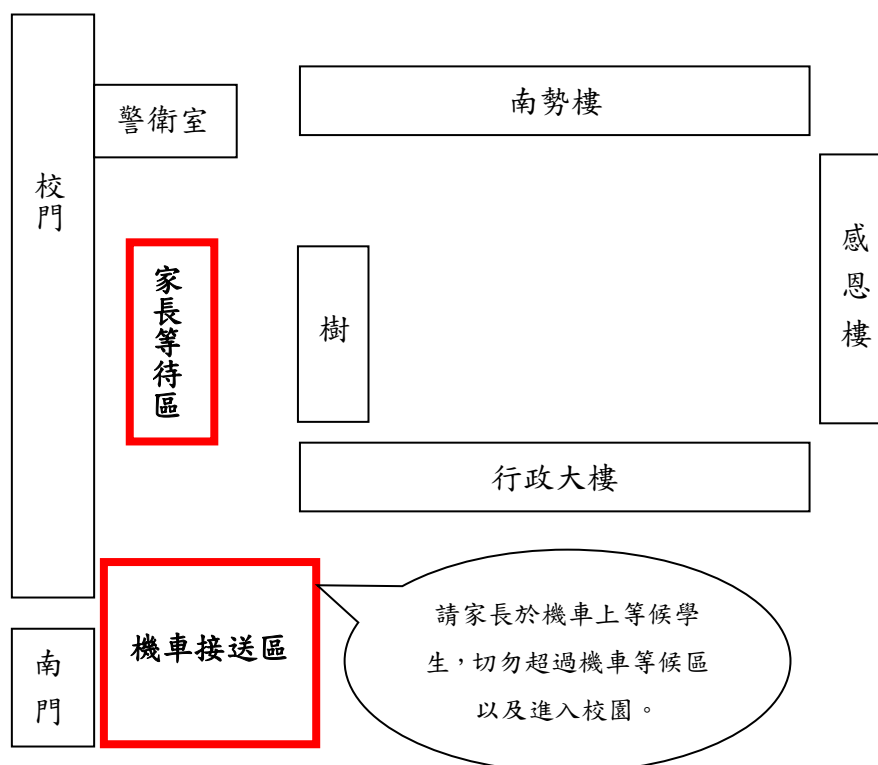 警衛室
南勢樓
校門
感恩樓
家長等待區
樹
行政大樓
機車接送區
請家長於機車上等候學
生，切勿超過機車等候區
以及進入校園。
南門